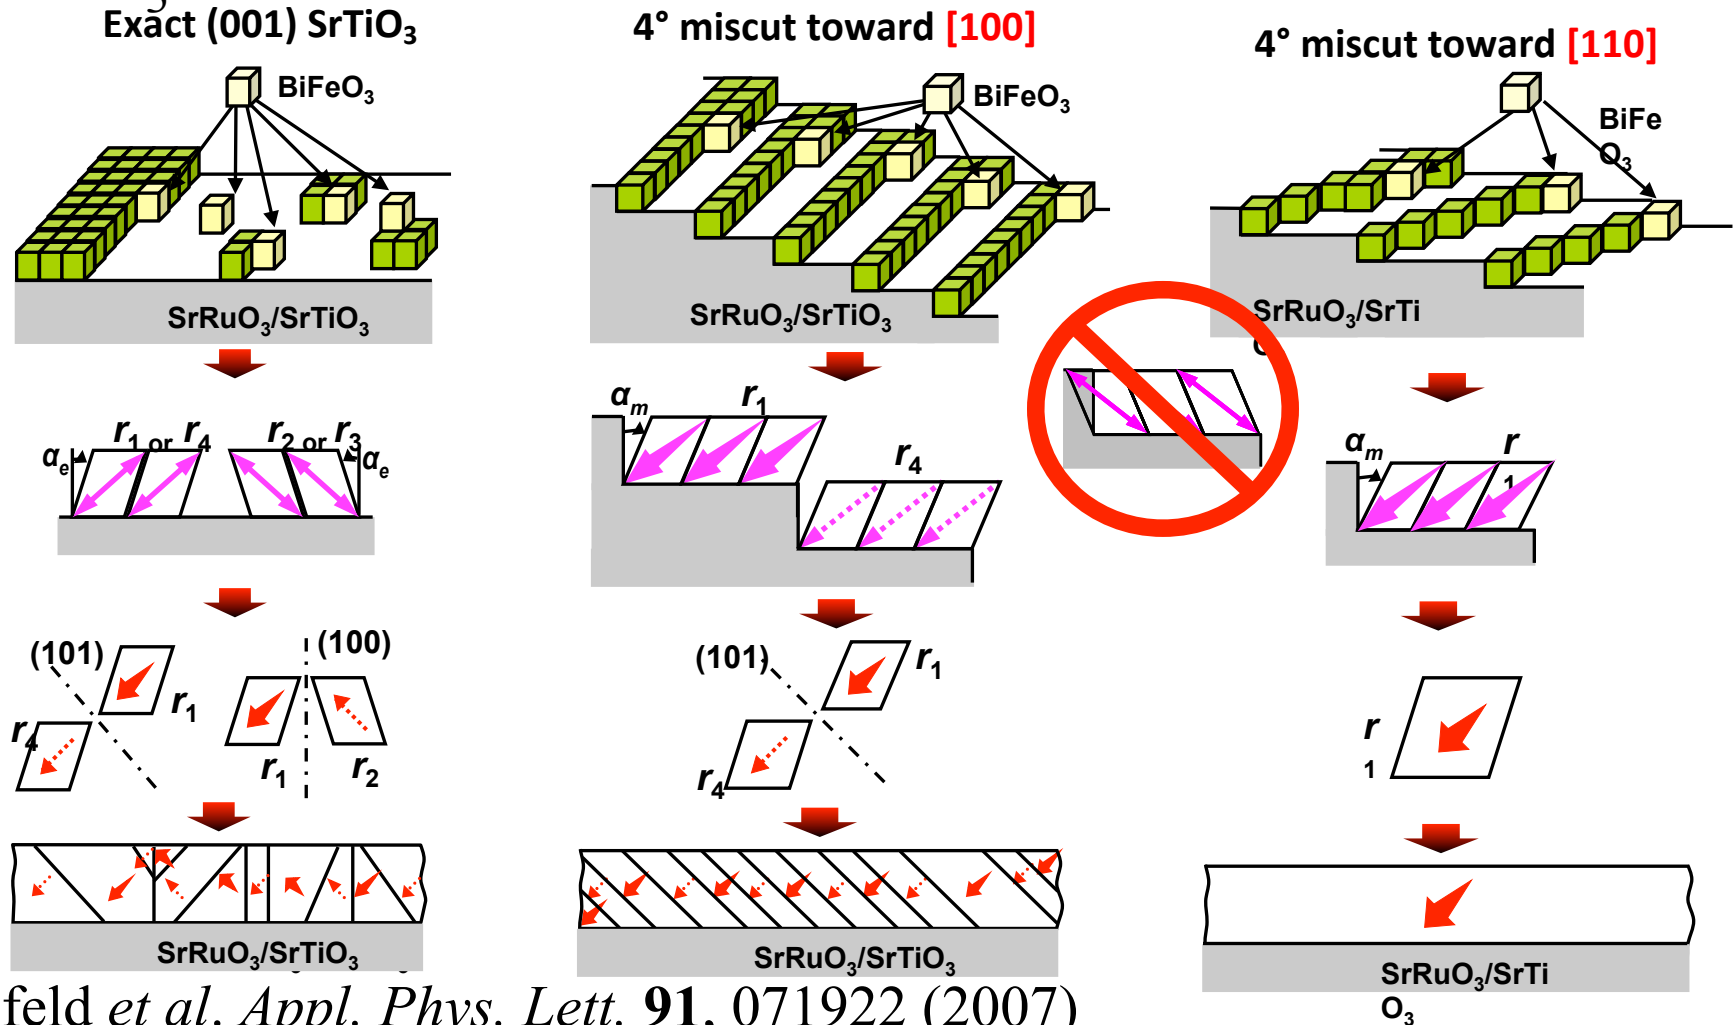 Exact (001) SrTiO3
BiFeO3
SrRuO3/SrTiO3
αe
r1 or r4
r2 or r3
αe
(101)
r1
r4
(100)
r1
r2
SrRuO3/SrTiO3
4° miscut toward [100]
BiFeO3
SrRuO3/SrTiO3
αm
r1
r4
(101)
r1
r4
SrRuO3/SrTiO3
4° miscut toward [110]
BiFe
O3
SrRuO3/SrTi
αm
r
1
r
1
SrRuO3/SrTi
O3
feld et al. Appl. Phys. Lett. 91, 071922 (2007)